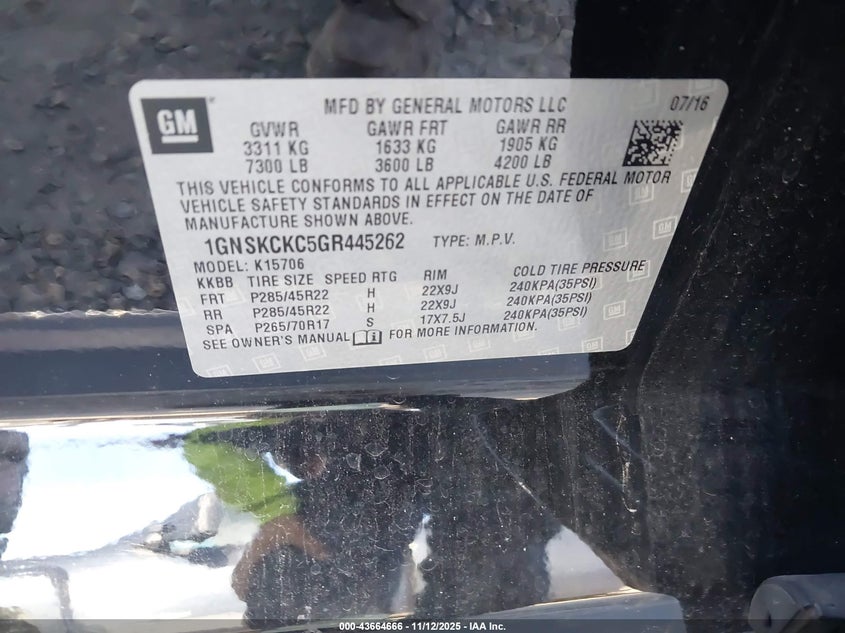 GM
MFD BY GENERAL MOTORS LLC 07/16
GVWR GAWR FRT GAWR RR
3311 KG 1633 KG 1905 KG
7300 LB 3600 LB 4200 LB
THIS VEHICLE CONFORMS TO ALL APPLICABLE U.S. FEDERAL MOTOR
VEHICLE SAFETY STANDARDS IN EFFECT ON THE DATE OF
MANUFACTURE SHOWN ABOVE.
1GNSKCKC5GR445262 TYPE: M.P.V.
MODEL: K15706
KKBB TIRE SIZE SPEED RTG RIM COLD TIRE PRESSURE
FRT P285/45R22 H 22X9J 240KPA(35PSI)
RR P285/45R22 H 22X9J 240KPA(35PSI)
SPA P265/70R17 S 17X7.5J 240KPA(35PSI)
SEE OWNER'S MANUAL FOR MORE INFORMATION.
000-43664666 - 11/12/2025 - IAA Inc.